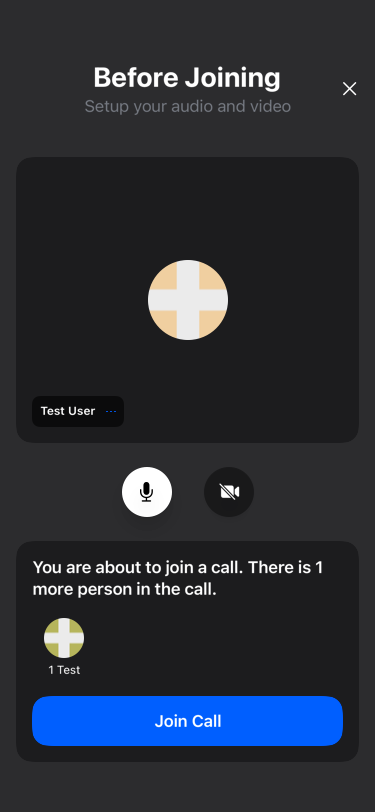 Before Joining
Setup your audio and video
Test User
You are about to join a call. There is 1
more person in the call.
1 Test
Join Call